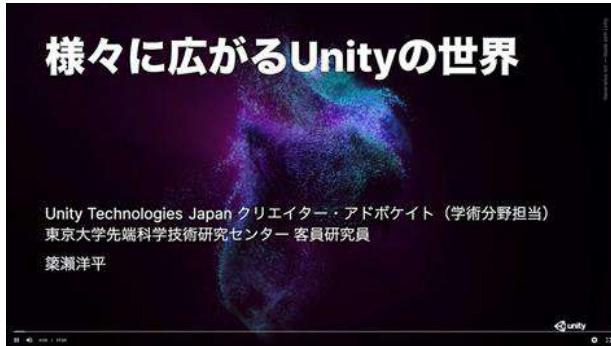 様々に広がるUnityの世界
Unity Technologies Japan クリエイター・アドボケイト（学術分野担当）
東京大学先端科学技術研究センター 客員研究員
簗瀬洋平
unity